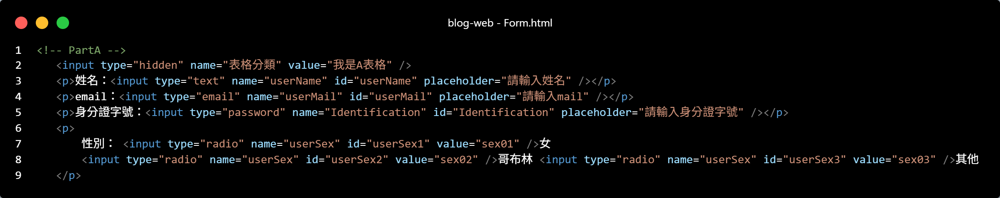 blog-web - Form.html
1 <!-- PartA -->
2 <input type="hidden" name="表格分類" value="我是A表格" />
3 <p>姓名：<input type="text" name="userName" id="userName" placeholder="請輸入姓名" /></p>
4 <p>email：<input type="email" name="userMail" id="userMail" placeholder="請輸入mail" /></p>
5 <p>身分證字號：<input type="password" name="Identification" id="Identification" placeholder="請輸入身分證字號" /></p>
6 <p>
7 性別： <input type="radio" name="userSex" id="userSex1" value="sex01" />女
8 <input type="radio" name="userSex" id="userSex2" value="sex02" />哥布林 <input type="radio" name="userSex" id="userSex3" value="sex03" />其他
9 </p>